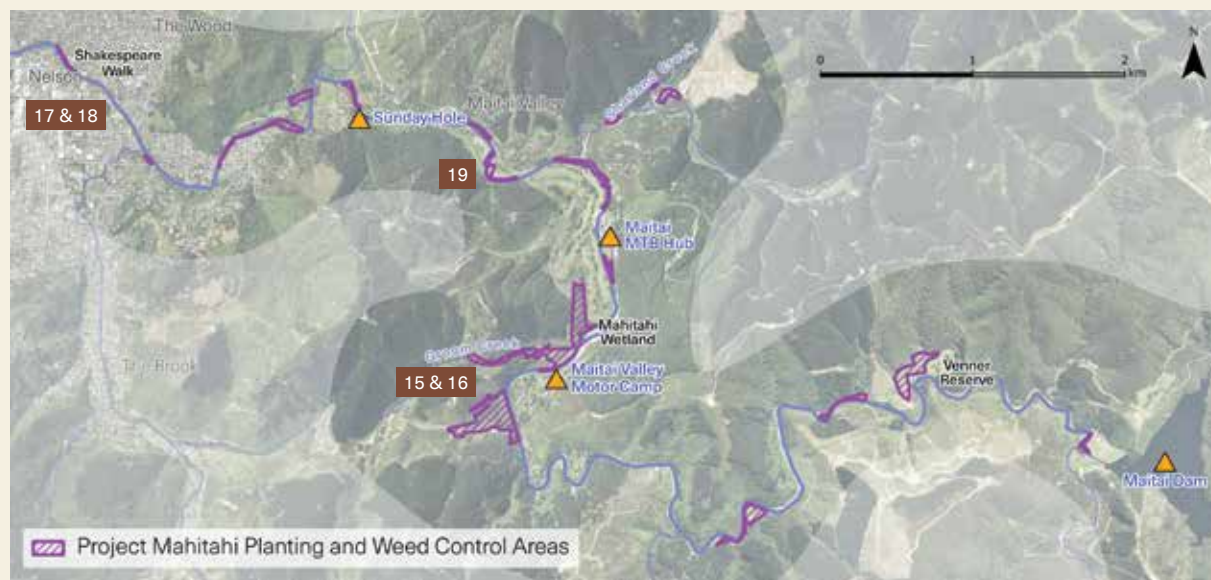 The Wood
Shakespeare
Walk
Nelson
17 & 18
0
1
2
km
N
Sunday Hole
Maitai Valley
Sharland Creek
19
Maitai
MTB Hub
Mahitahi
Wetland
Groom Creek
15 & 16
Maitai Valley
Motor Camp
Brook
Venner
Reserve
Maitai Dam
Project Mahitahi Planting and Weed Control Areas